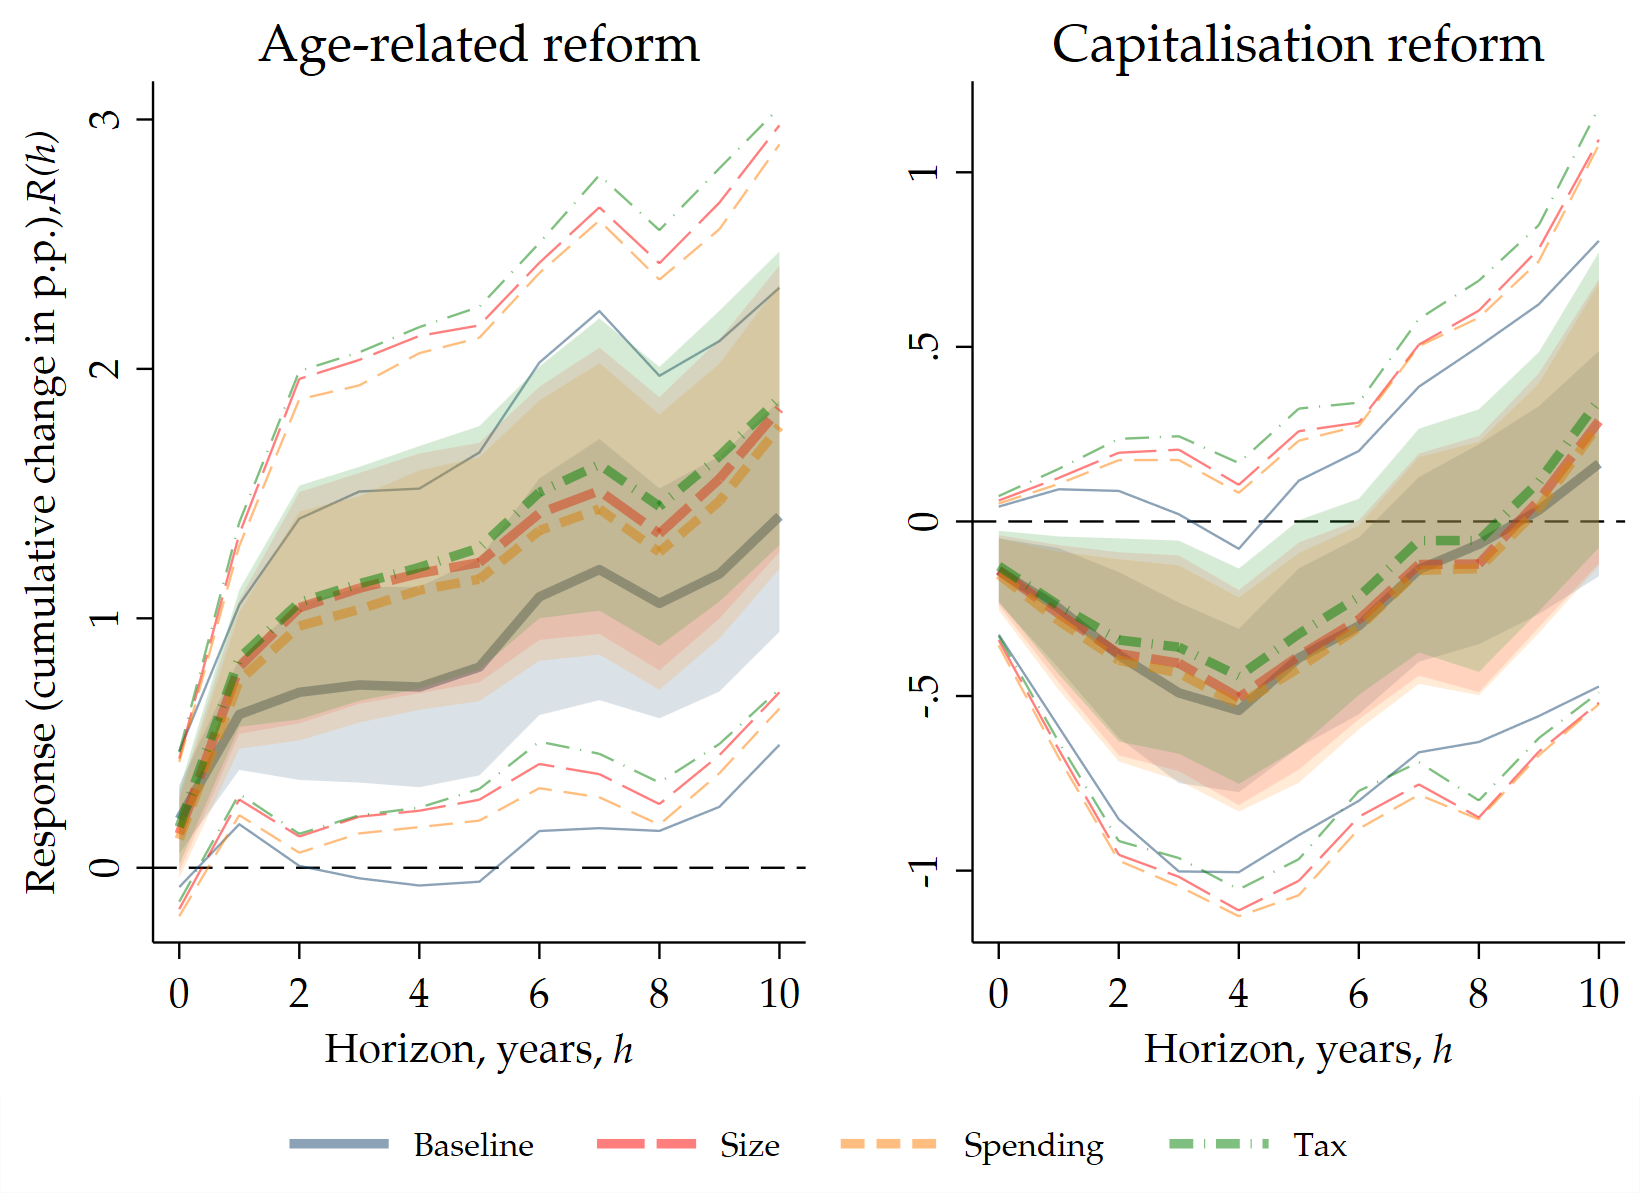 Age-related reform
Capitalisation reform
Response (cumulative change in p.p.),R(h)
3
2
1
0
1
.5
0
-.5
-1
0 2 4 6 8 10
0 2 4 6 8 10
Horizon, years, h
Horizon, years, h
Baseline Size Spending Tax